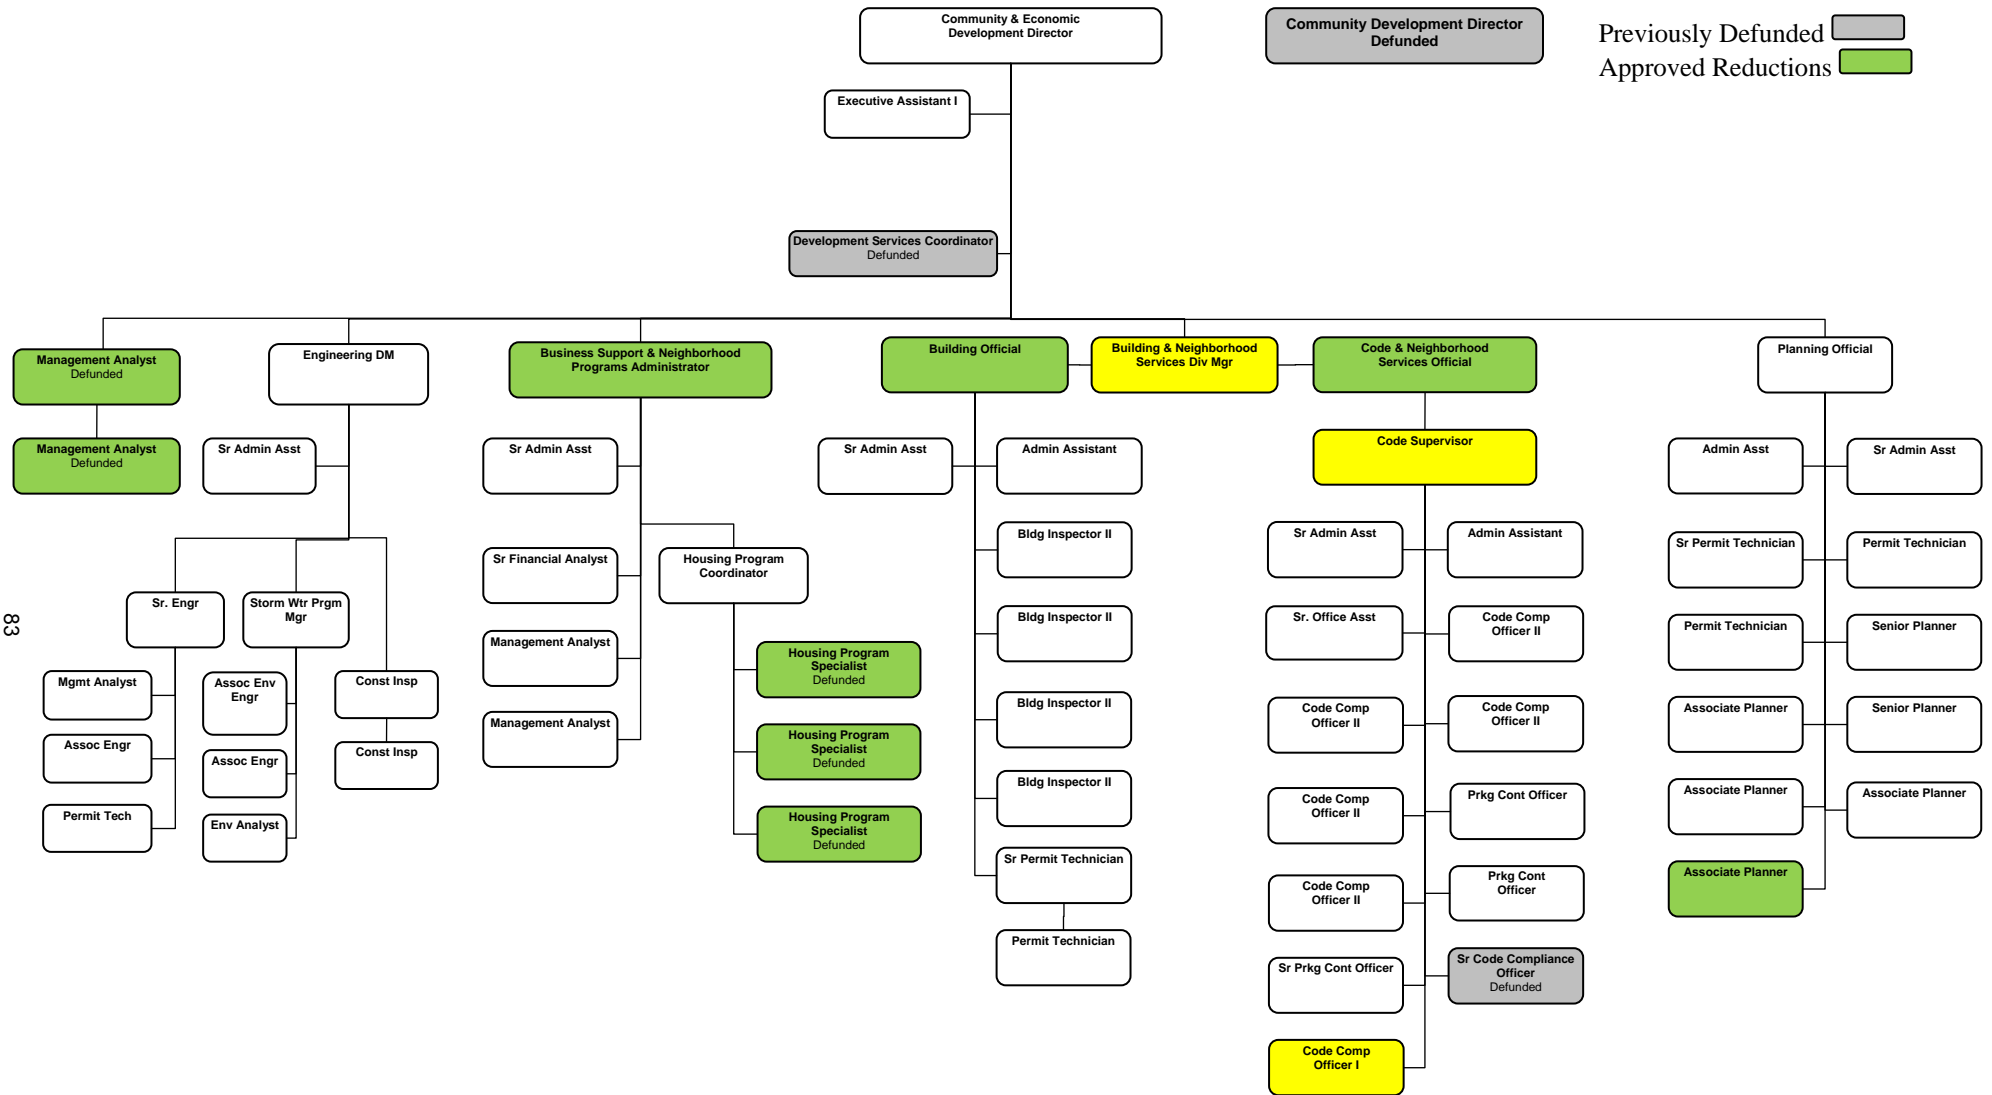 Community & Economic
Development Director
Community Development Director
Defunded
Previously Defunded
Approved Reductions
Executive Assistant I
Development Services Coordinator
Defunded
Management Analyst
Defunded
Engineering DM
Business Support & Neighborhood
Programs Administrator
Building Official
Building & Neighborhood
Services Div Mgr
Code & Neighborhood
Services Official
Planning Official
Management Analyst
Defunded
Sr Admin Asst
Sr Admin Asst
Sr Admin Asst
Admin Assistant
Code Supervisor
Admin Asst
Sr Admin Asst
Sr Financial Analyst
Housing Program
Coordinator
Bldg Inspector II
Sr Admin Asst
Admin Assistant
Sr Permit Technician
Permit Technician
Sr. Engr
Storm Wtr Prgm
Mgr
Management Analyst
Housing Program
Specialist
Defunded
Bldg Inspector II
Sr. Office Asst
Code Comp
Officer II
Permit Technician
Senior Planner
Mgmt Analyst
Assoc Env
Engr
Const Insp
Management Analyst
Housing Program
Specialist
Defunded
Bldg Inspector II
Code Comp
Officer II
Code Comp
Officer II
Associate Planner
Senior Planner
Assoc Engr
Assoc Engr
Const Insp
Housing Program
Specialist
Defunded
Bldg Inspector II
Code Comp
Officer II
Prkg Cont Officer
Associate Planner
Associate Planner
Permit Tech
Env Analyst
Sr Permit Technician
Code Comp
Officer II
Prkg Cont
Officer
Associate Planner
Permit Technician
Sr Prkg Cont Officer
Sr Code Compliance
Officer
Defunded
Code Comp
Officer I
83